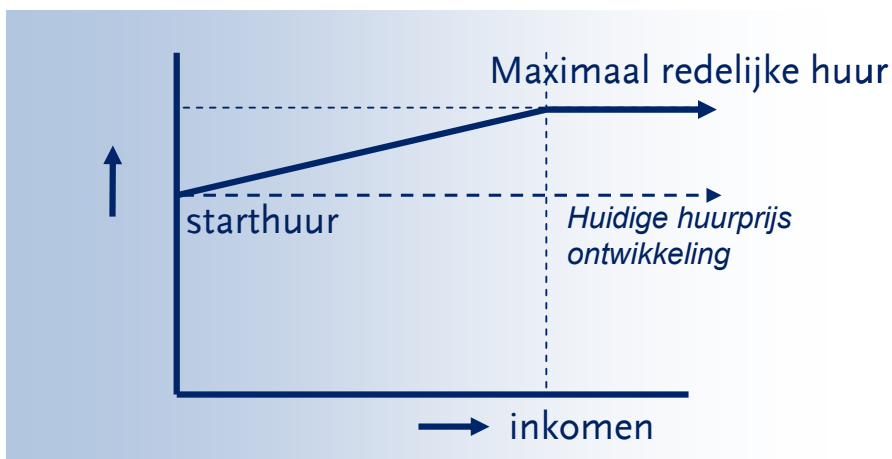 Maximaal redelijke huur
starthuur
Huidige huurprijs
ontwikkeling
inkomen